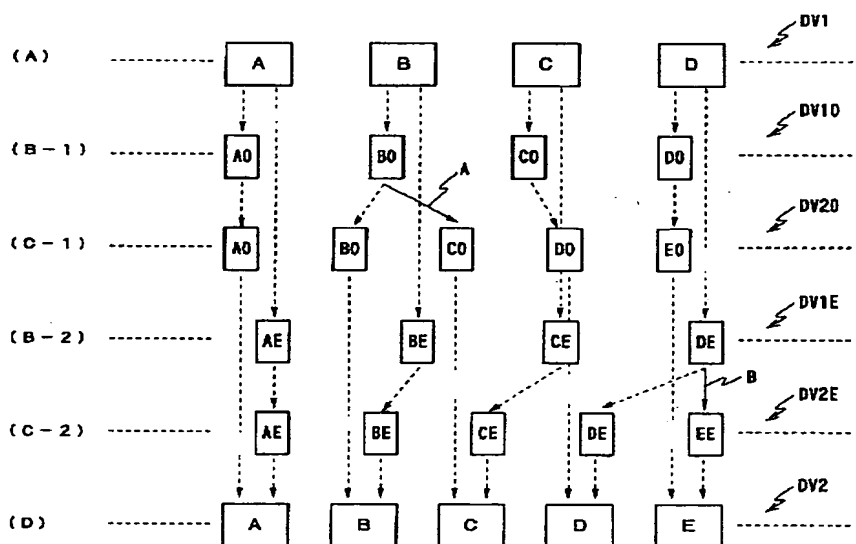 DV1
(A) A B C D
DV10
(B-1) A0 B0 C0 D0
A
DV20
(C-1) A0 B0 C0 D0 E0
DV1E
(B-2) AE BE CE DE
B
DV2E
(C-2) AE BE CE DE EE
DV2
(D) A B C D E